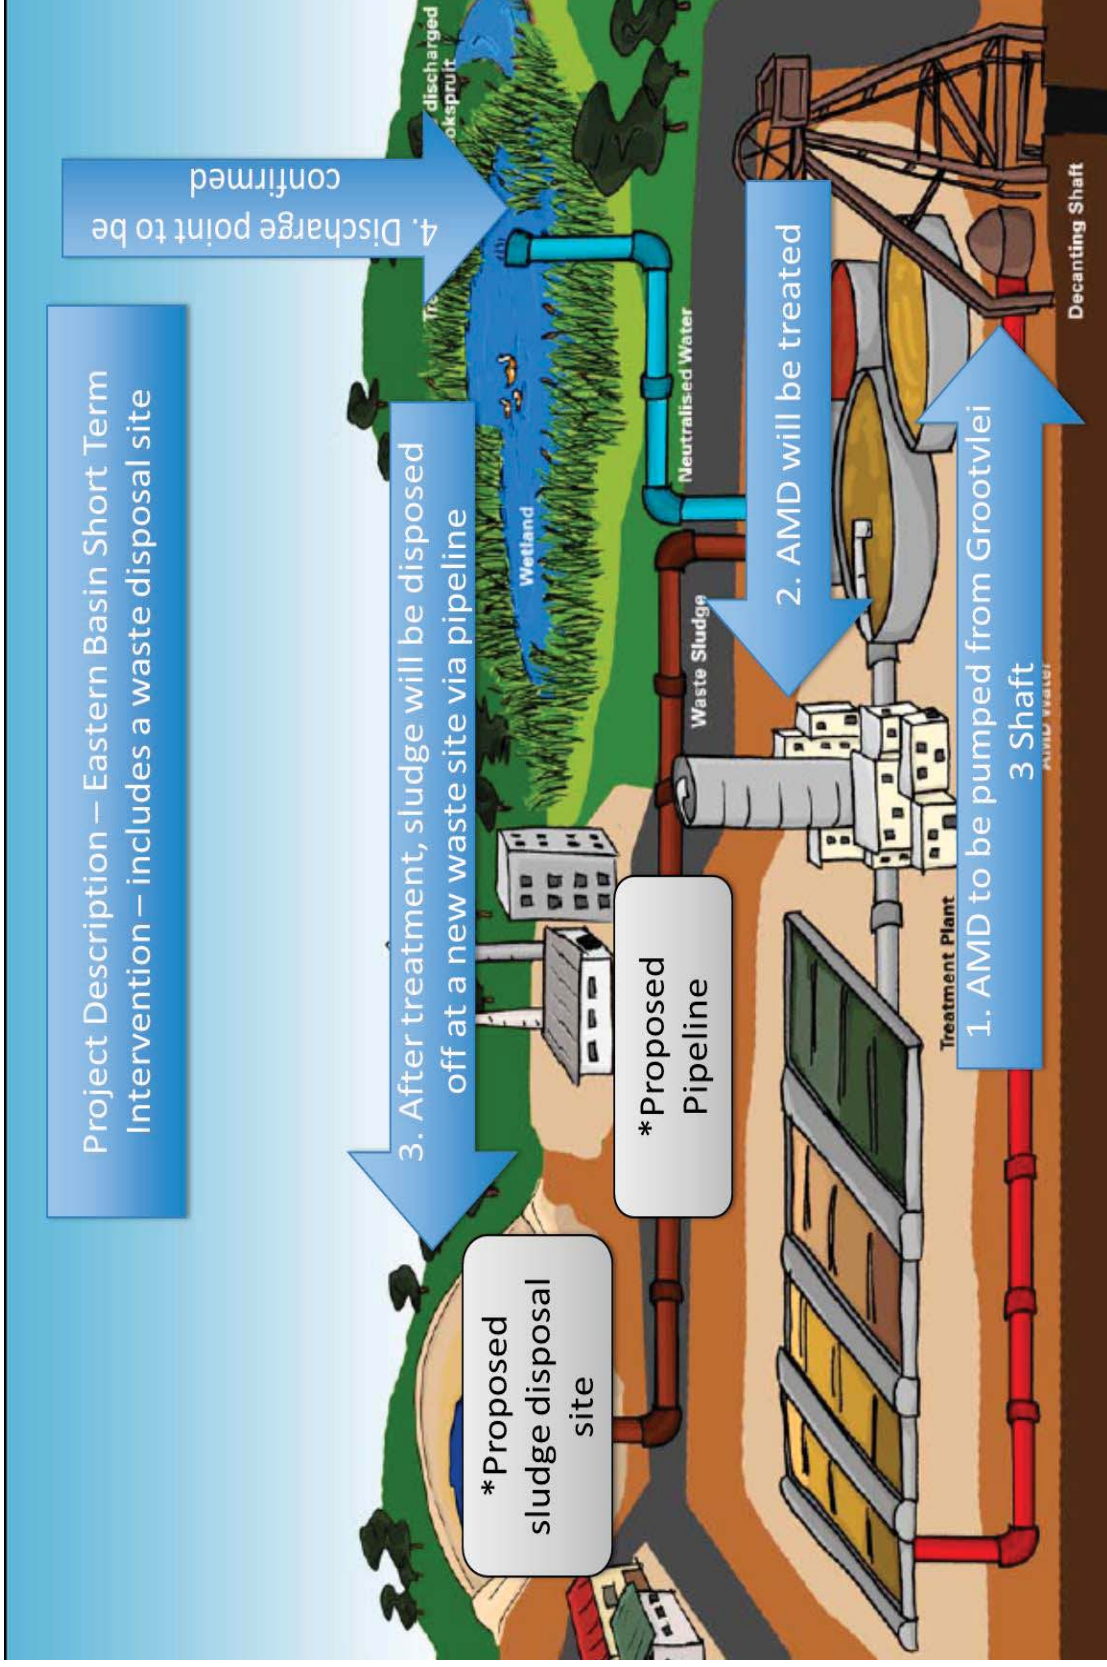 Project Description – Eastern Basin Short Term
Intervention – includes a waste disposal site
4. Discharge point to be
confirmed
discharged
3. After treatment, sludge will be disposed
off at a new waste site via pipeline
Wetland
*Proposed
sludge disposal
site
*Proposed
Pipeline
Waste Sludge
Neutralised Water
2. AMD will be treated
Treatment Plant
1. AMD to be pumped from Grootvlei
3 Shaft
AMD Water
Decanting Shaft